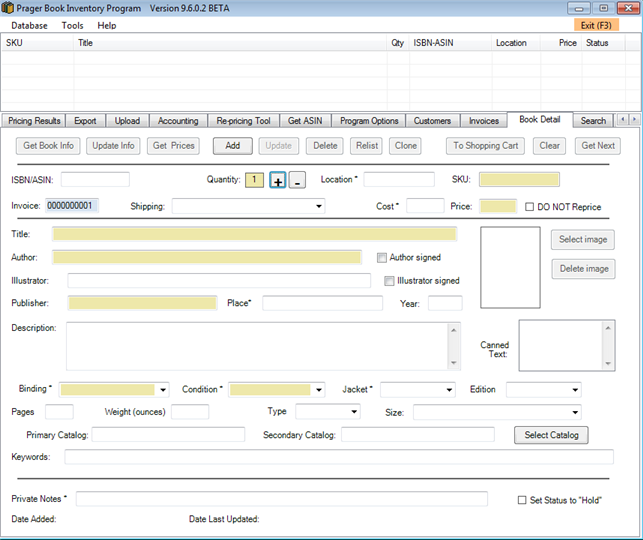 Prager Book Inventory Program Version 9.6.0.2 BETA
Database Tools Help Exit (F3)
SKU Title Qty ISBN-ASIN Location Price Status
Pricing Results Export Upload Accounting Re-pricing Tool Get ASIN Program Options Customers Invoices Book Detail Search
Get Book Info Update Info Get Prices Add Update Delete Relist Clone To Shopping Cart Clear Get Next
ISBN/ASIN: Quantity: 1 + - Location * SKU:
Invoice: 0000000001 Shipping: Cost * Price: DO NOT Reprice
Title: Select image
Author: Author signed
Delete image
Illustrator: Illustrator signed
Publisher: Place* Year:
Description: Canned Text:
Binding * Condition * Jacket * Edition
Pages Weight (ounces) Type Size:
Primary Catalog: Secondary Catalog: Select Catalog
Keywords:
Private Notes * Set Status to "Hold"
Date Added: Date Last Updated: